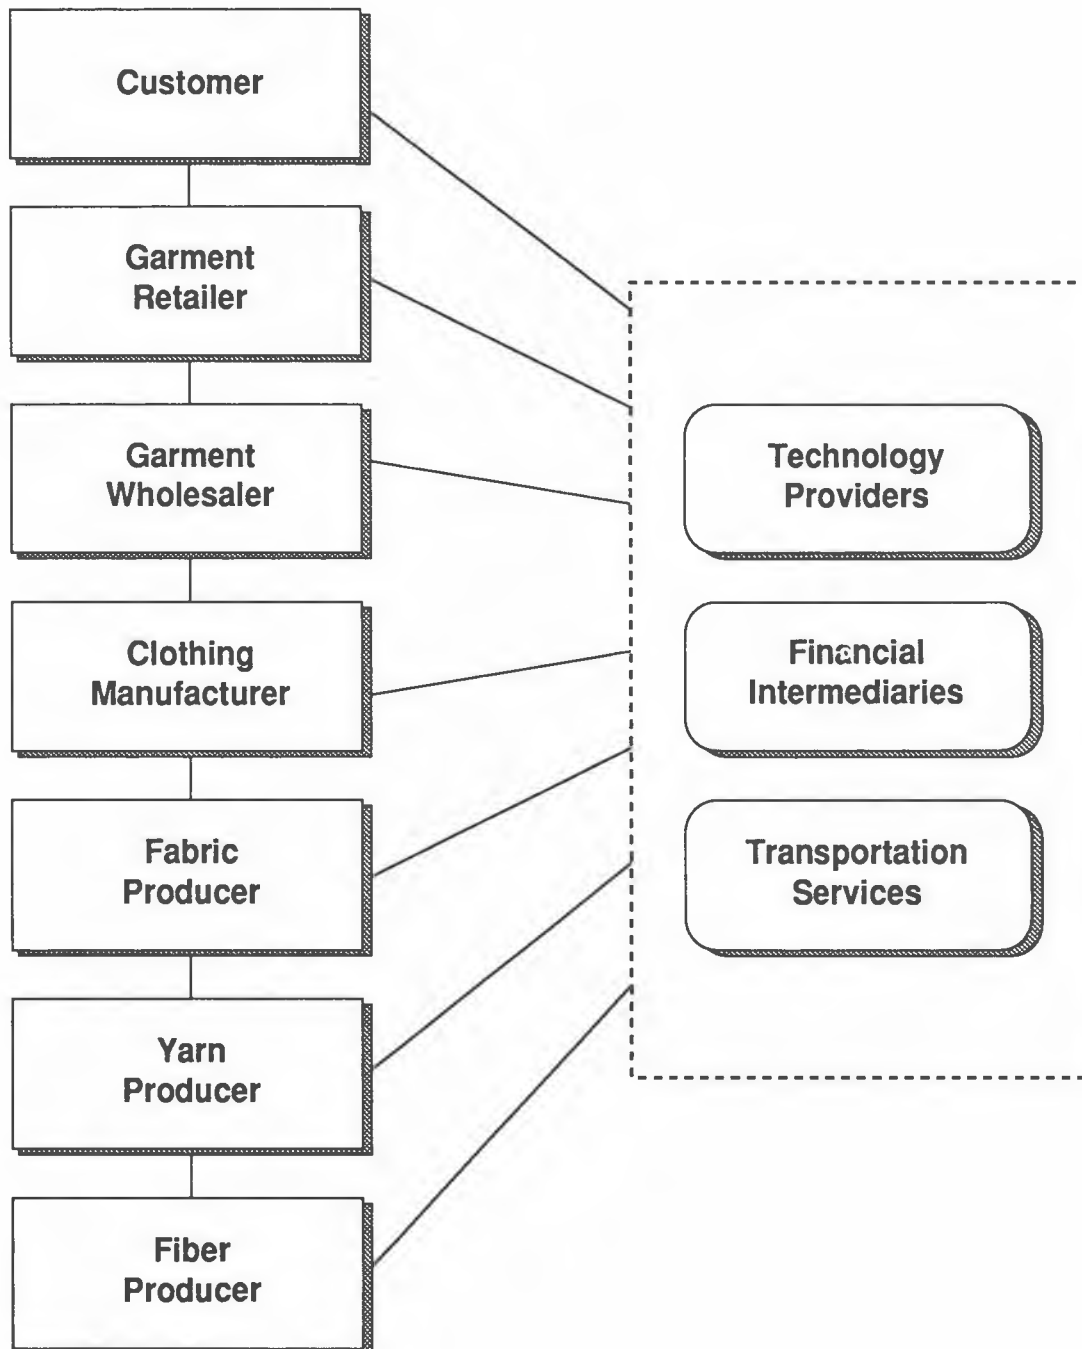 Customer
Garment
Retailer
Garment
Wholesaler
Clothing
Manufacturer
Fabric
Producer
Yarn
Producer
Fiber
Producer
Technology
Providers
Financial
Intermediaries
Transportation
Services